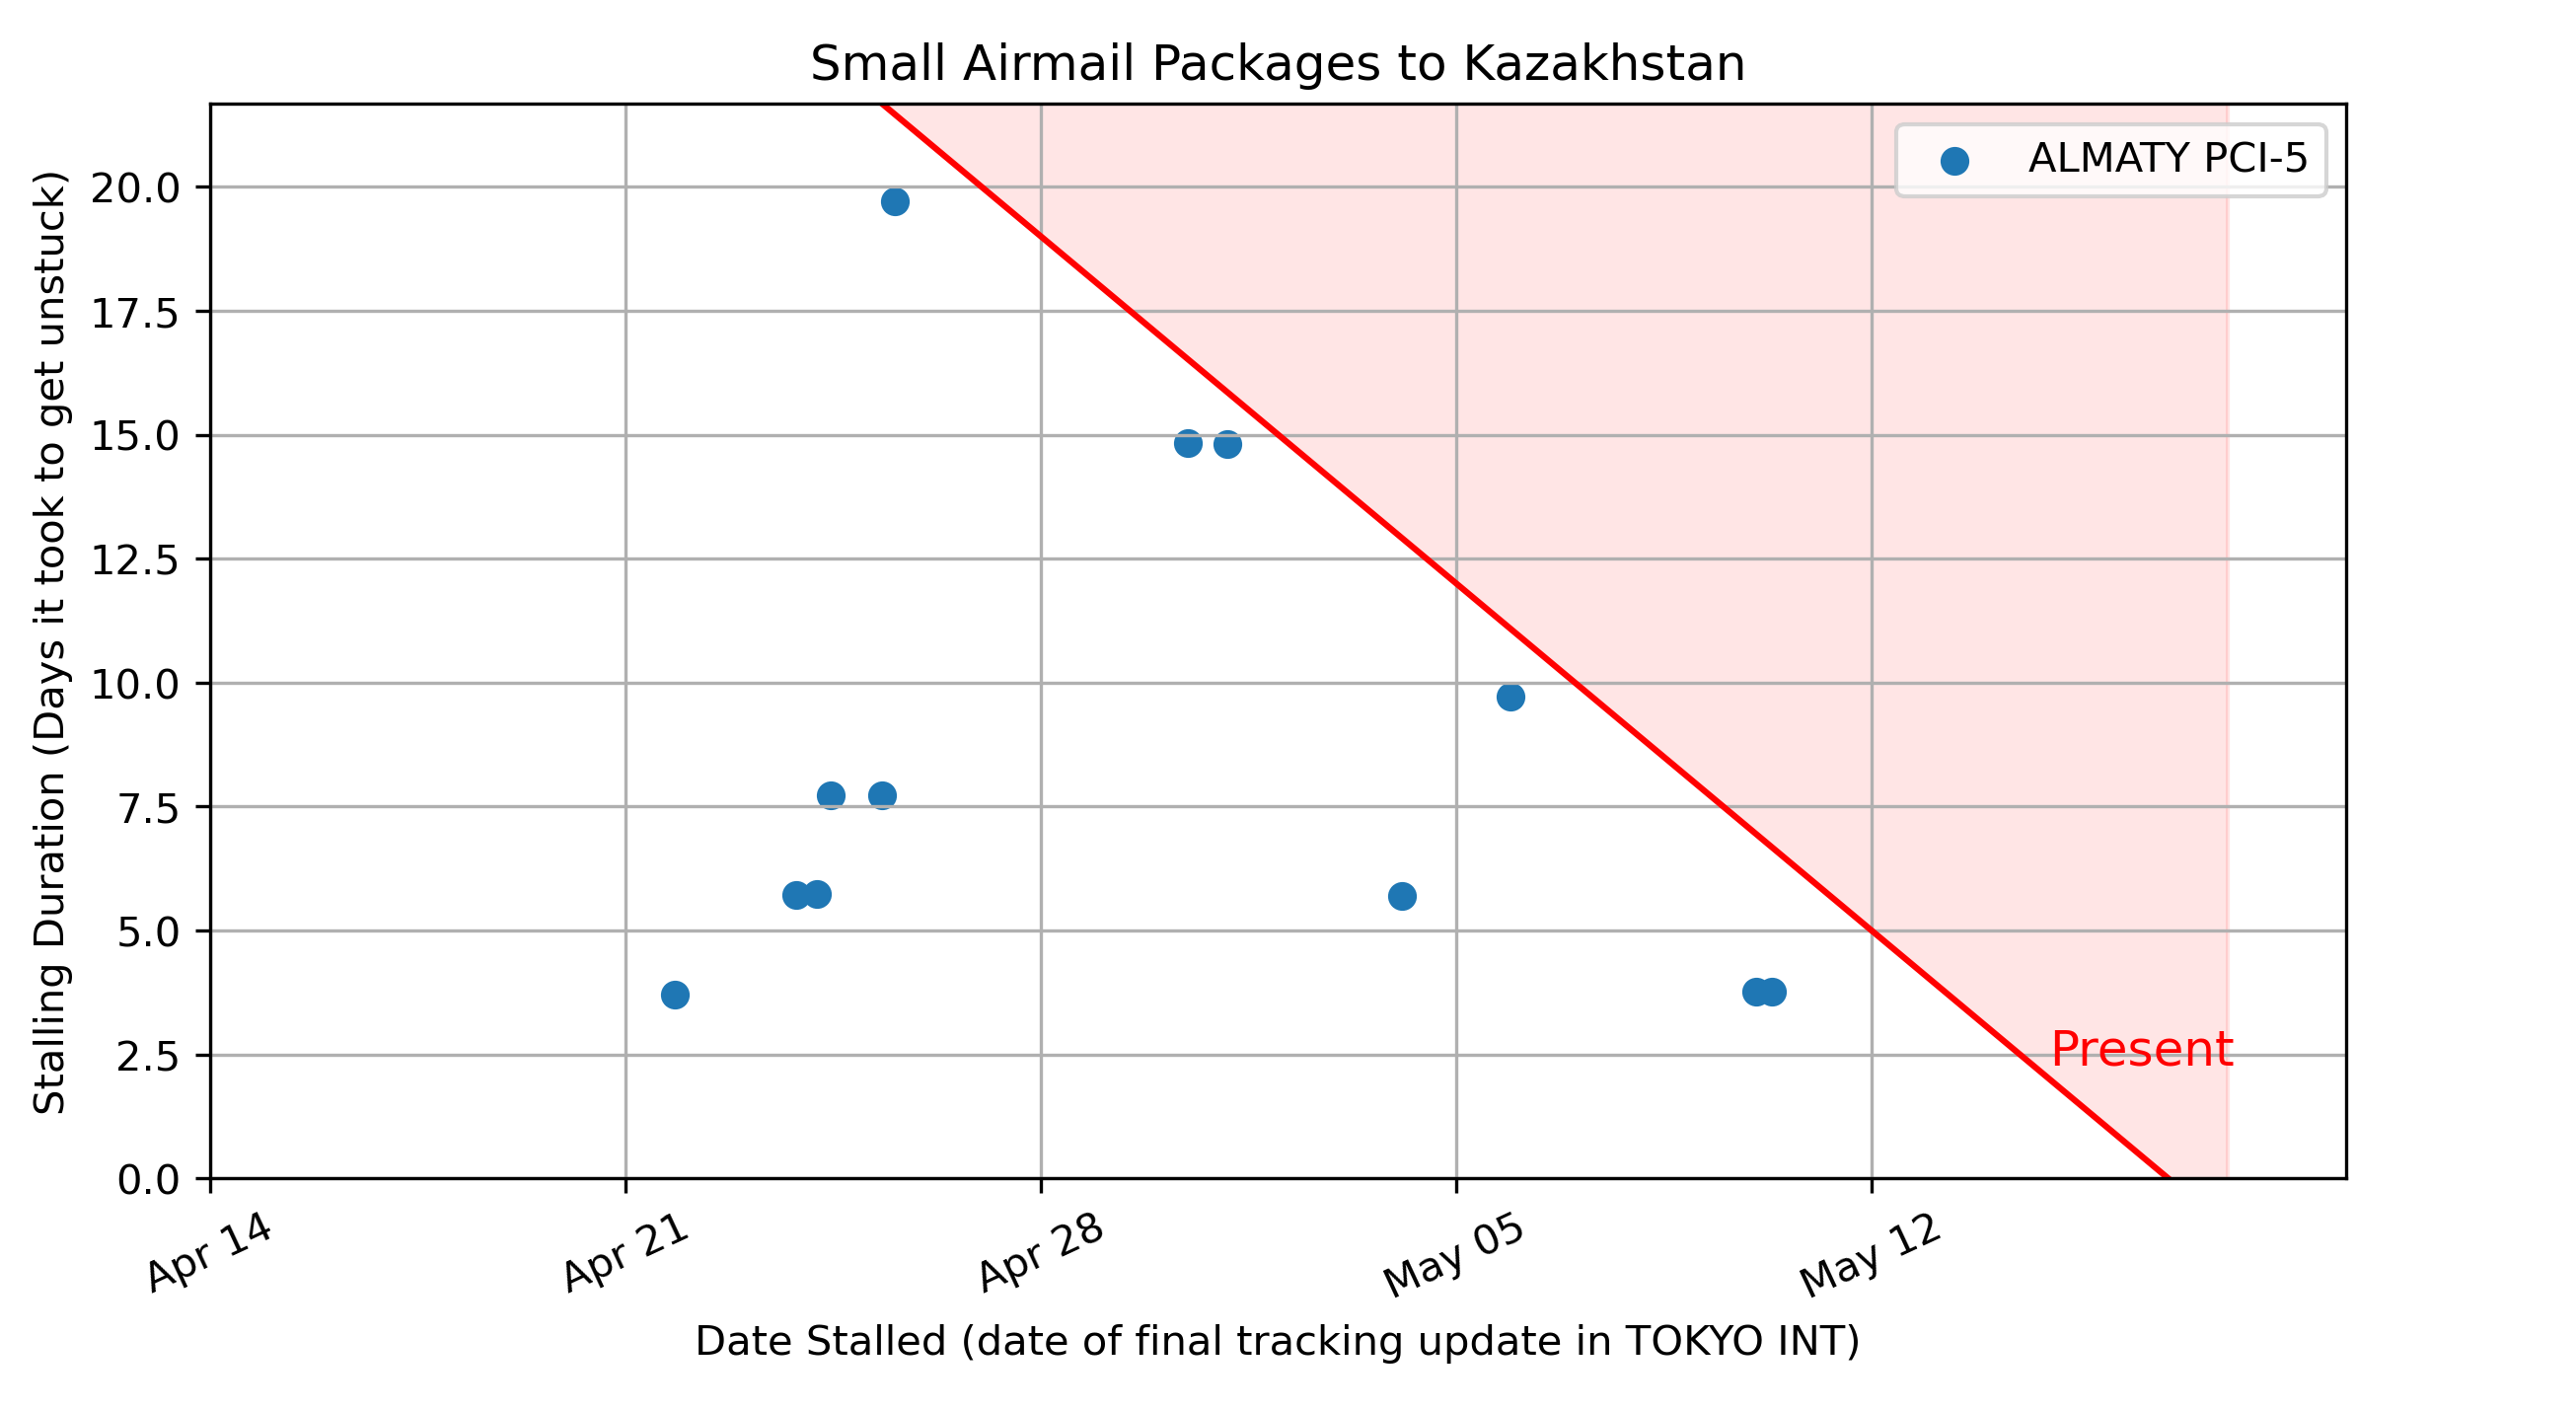 Small Airmail Packages to Kazakhstan
ALMATY PCI-5
Stalling Duration (Days it took to get unstuck)
20.0
17.5
15.0
12.5
10.0
7.5
5.0
2.5
0.0
Present
Apr 14
Apr 21
Apr 28
May 05
May 12
Date Stalled (date of final tracking update in TOKYO INT)